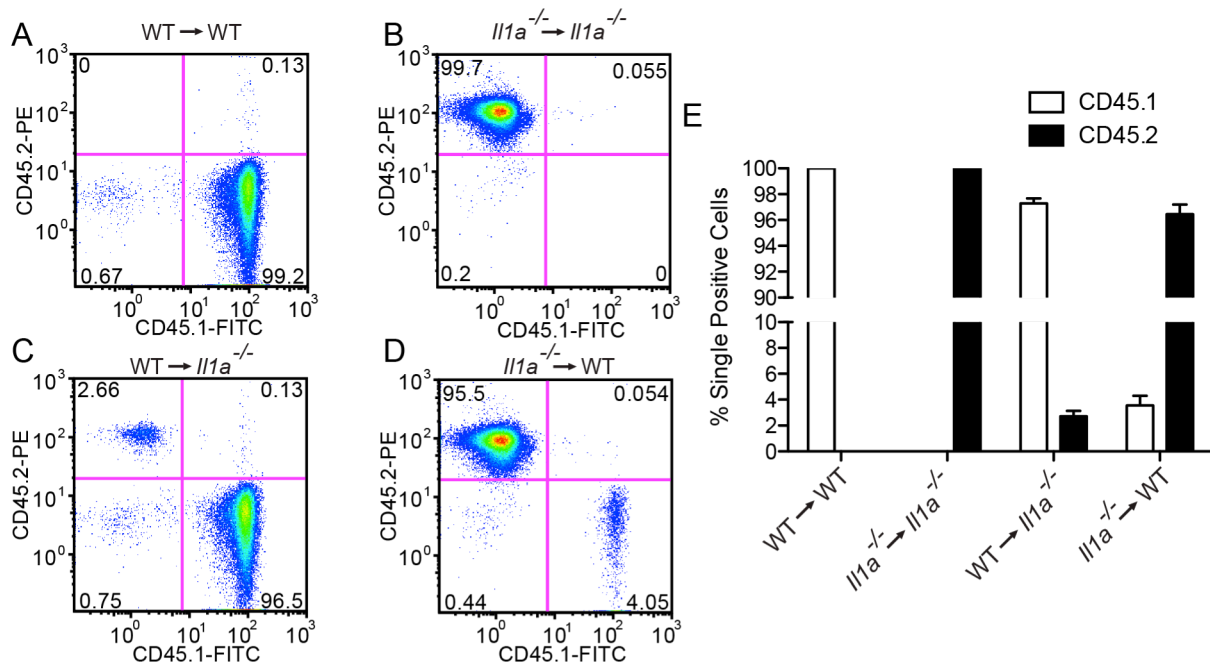 A
WT → WT
10³
10²
10¹
10⁰
0
0.13
0.67
99.2
CD45.2-PE
10⁰ 10¹ 10² 10³
CD45.1-FITC
B
Il1a⁻/⁻ → Il1a⁻/⁻
10³
10²
10¹
10⁰
99.7
0.055
0.2
0
CD45.2-PE
10⁰ 10¹ 10² 10³
CD45.1-FITC
C
WT → Il1a⁻/⁻
10³
10²
10¹
10⁰
2.66
0.13
0.75
96.5
CD45.2-PE
10⁰ 10¹ 10² 10³
CD45.1-FITC
D
Il1a⁻/⁻ → WT
10³
10²
10¹
10⁰
95.5
0.054
0.44
4.05
CD45.2-PE
10⁰ 10¹ 10² 10³
CD45.1-FITC
E
CD45.1
CD45.2
% Single Positive Cells
100
98
96
94
92
90
10
8
6
4
2
0
WT → WT
Il1a⁻/⁻ → Il1a⁻/⁻
WT → Il1a⁻/⁻
Il1a⁻/⁻ → WT